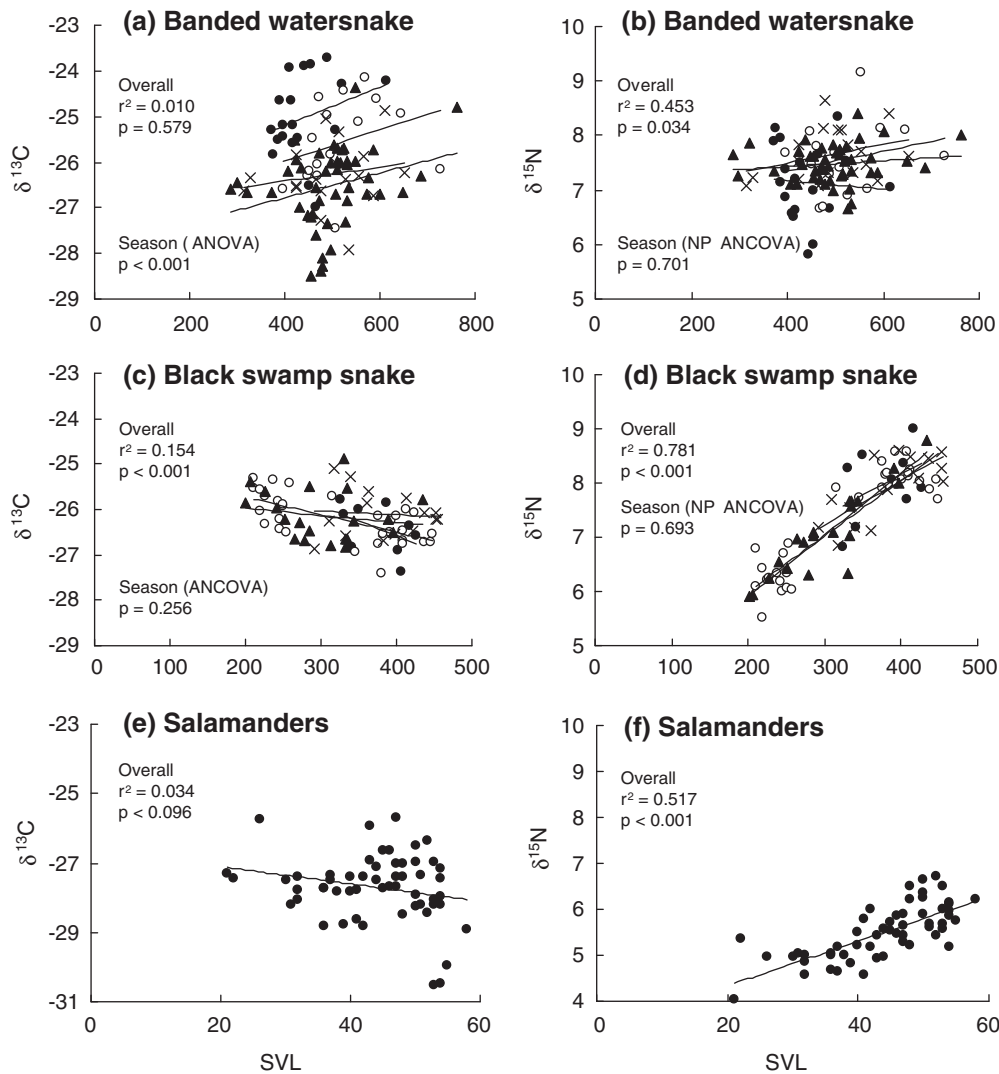 (a) Banded watersnake
-23
-24
-25
-26
-27
-28
-29
δ ¹³C
Overall
r² = 0.010
p = 0.579
Season ( ANOVA)
p < 0.001
0
200
400
600
800
(b) Banded watersnake
10
9
8
7
6
5
δ¹⁵N
Overall
r² = 0.453
p = 0.034
Season (NP ANCOVA)
p = 0.701
0
200
400
600
800
(c) Black swamp snake
-23
-24
-25
-26
-27
-28
-29
δ ¹³C
Overall
r² = 0.154
p < 0.001
Season (ANCOVA)
p = 0.256
0
100
200
300
400
500
(d) Black swamp snake
10
9
8
7
6
5
δ¹⁵N
Overall
r² = 0.781
p < 0.001
Season (NP ANCOVA)
p = 0.693
0
100
200
300
400
500
(e) Salamanders
-23
-25
-27
-29
-31
δ ¹³C
Overall
r² = 0.034
p < 0.096
0
20
40
60
SVL
(f) Salamanders
10
9
8
7
6
5
4
δ¹⁵N
Overall
r² = 0.517
p < 0.001
0
20
40
60
SVL